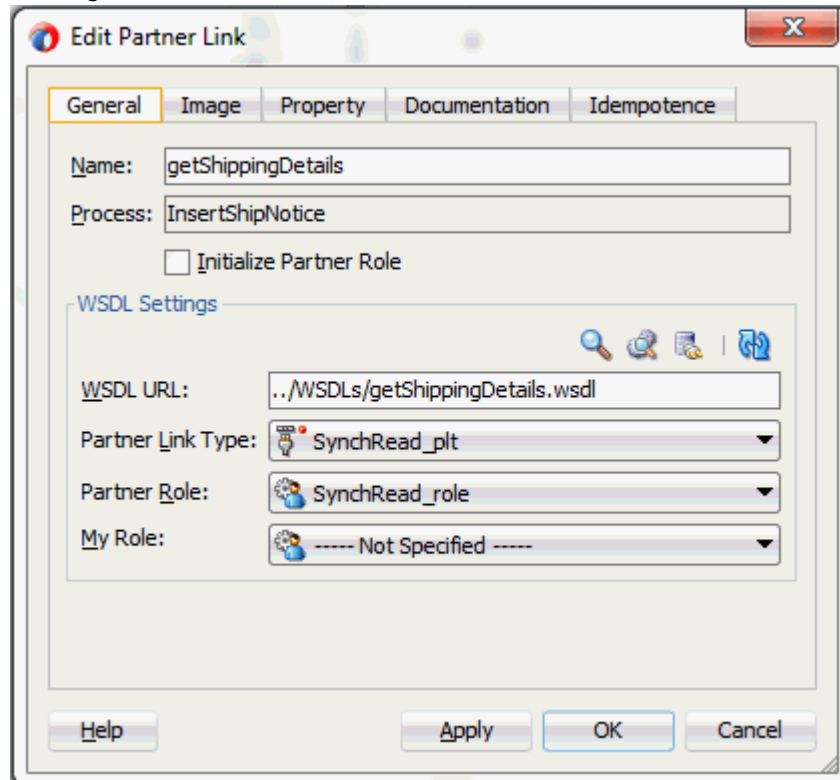 Edit Partner Link
General Image Property Documentation Idempotence
Name: getShippingDetails
Process: InsertShipNotice
Initialize Partner Role
WSDL Settings
WSDL URL: ../WSDLs/getShippingDetails.wsdl
Partner Link Type: SynchRead_plt
Partner Role: SynchRead_role
My Role: ----- Not Specified -----
Help Apply OK Cancel